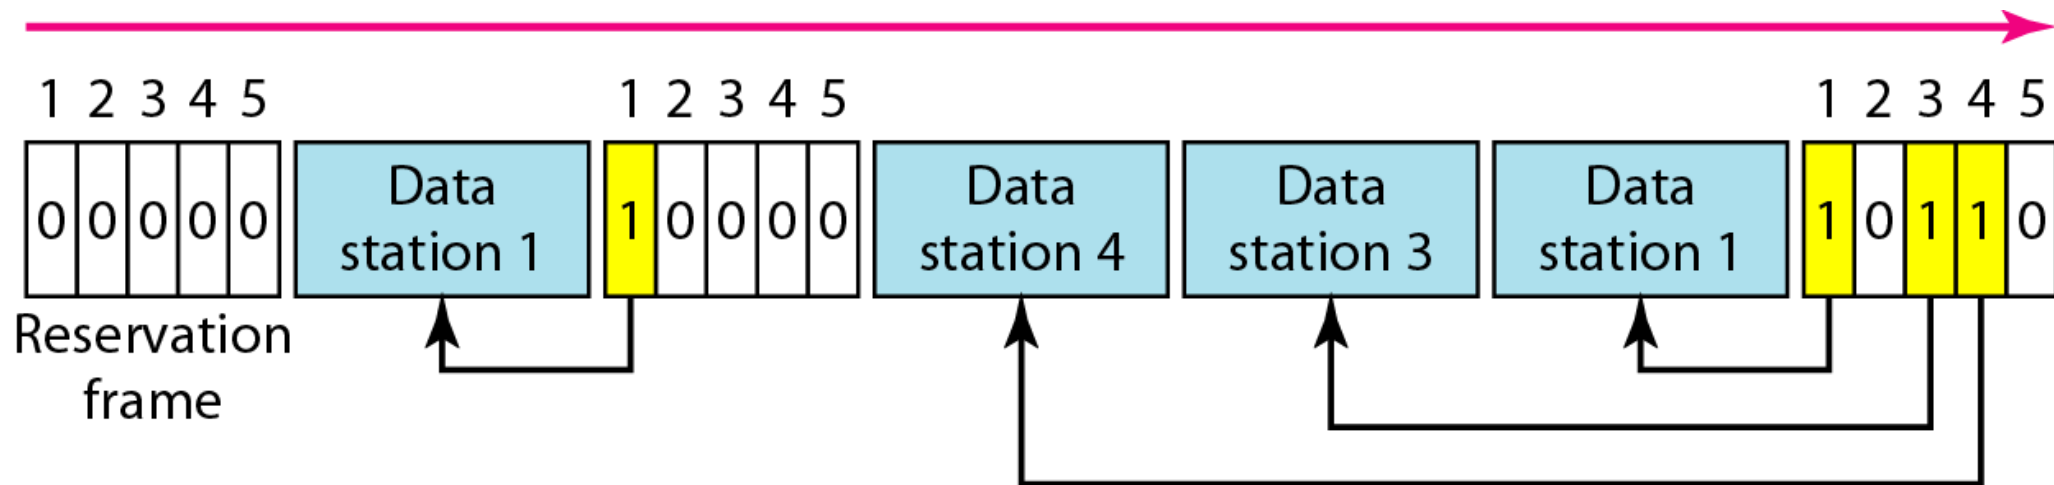 1 2 3 4 5 1 2 3 4 5 1 2 3 4 5
0 0 0 0 0 Data station 1 1 0 0 0 0 Data station 4 Data station 3 Data station 1 1 0 1 1 0
Reservation
frame